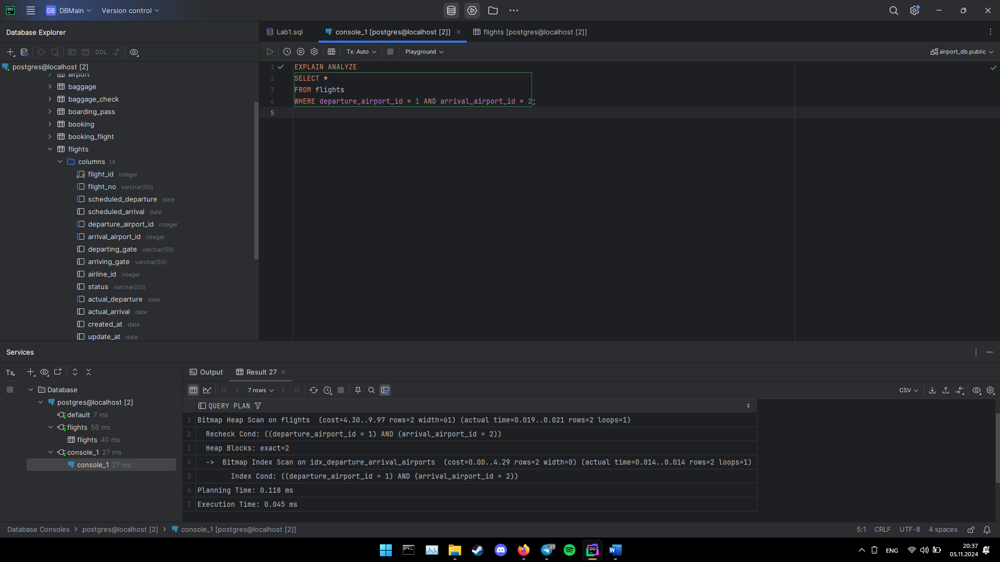 DG
DB DBMain
Version control
Database Explorer
Lab1.sql
console_1 [postgres@localhost [2]]
flights [postgres@localhost [2]]
DDL
Tx: Auto
Playground
airport_db.public
postgres@localhost [2]
airport
baggage
baggage_check
boarding_pass
booking
booking_flight
flights
columns 14
flight_id integer
flight_no varchar(50)
scheduled_departure date
scheduled_arrival date
departure_airport_id integer
arrival_airport_id integer
departing_gate varchar(50)
arriving_gate varchar(50)
airline_id integer
status varchar(50)
actual_departure date
actual_arrival date
created_at date
update_at date
1 EXPLAIN ANALYZE
2 SELECT *
3 FROM flights
4 WHERE departure_airport_id = 1 AND arrival_airport_id = 2;
5
Services
Tx
Database
postgres@localhost [2]
default 7 ms
flights 56 ms
flights 40 ms
console_1 27 ms
console_1 27 ms
Output
Result 27
7 rows
CSV
QUERY PLAN
1 Bitmap Heap Scan on flights (cost=4.30..9.97 rows=2 width=61) (actual time=0.019..0.021 rows=2 loops=1)
2 Recheck Cond: ((departure_airport_id = 1) AND (arrival_airport_id = 2))
3 Heap Blocks: exact=2
4 -> Bitmap Index Scan on idx_departure_arrival_airports (cost=0.00..4.29 rows=2 width=0) (actual time=0.014..0.014 rows=2 loops=1)
5 Index Cond: ((departure_airport_id = 1) AND (arrival_airport_id = 2))
6 Planning Time: 0.118 ms
7 Execution Time: 0.045 ms
Database Consoles > postgres@localhost [2] > console_1 [postgres@localhost [2]]
5:1 CRLF UTF-8 4 spaces
27
DG
W
ENG
20:37
05.11.2024